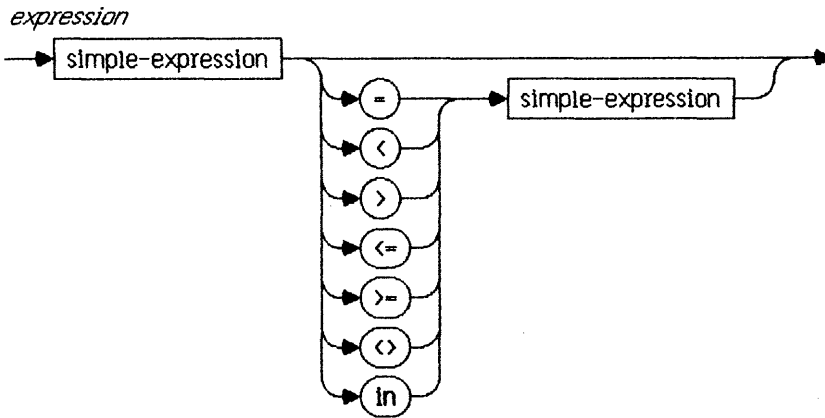 expression
simple-expression
=
simple-expression
<
>
<=
>=
<>
in